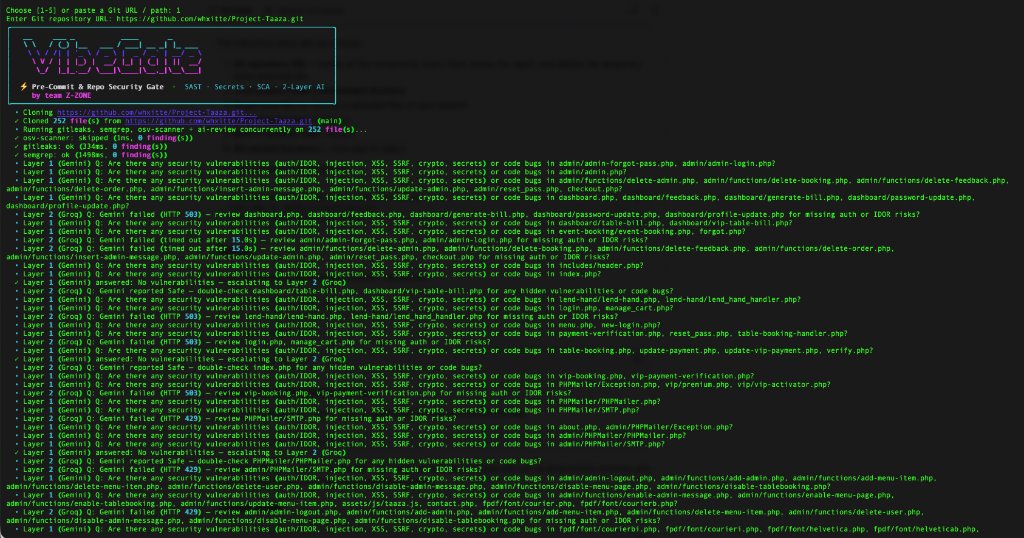 Choose [1-5] or paste a Git URL / path: 1
Enter Git repository URL: https://github.com/whxitte/Project-Taaza.git
VibeGate
⚡ Pre-Commit & Repo Security Gate · SAST · Secrets · SCA · 2-Layer AI
by team Z-ZONE
• Cloning https://github.com/whxitte/Project-Taaza.git...
✓ Cloned 252 file(s) from https://github.com/whxitte/Project-Taaza.git (main)
• Running gitleaks, semgrep, osv-scanner + ai-review concurrently on 252 file(s)...
✓ osv-scanner: skipped (1ms, 0 finding(s))
✓ gitleaks: ok (334ms, 0 finding(s))
✓ semgrep: ok (1498ms, 0 finding(s))
• Layer 1 (Gemini) Q: Are there any security vulnerabilities (auth/IDOR, injection, XSS, SSRF, crypto, secrets) or code bugs in admin/admin-forgot-pass.php, admin/admin-login.php?
• Layer 1 (Gemini) Q: Are there any security vulnerabilities (auth/IDOR, injection, XSS, SSRF, crypto, secrets) or code bugs in admin/admin.php?
• Layer 1 (Gemini) Q: Are there any security vulnerabilities (auth/IDOR, injection, XSS, SSRF, crypto, secrets) or code bugs in admin/functions/delete-admin.php, admin/functions/delete-booking.php, admin/functions/delete-feedback.php,
admin/functions/delete-order.php, admin/functions/insert-admin-message.php, admin/functions/update-admin.php, admin/reset_pass.php, checkout.php?
• Layer 1 (Gemini) Q: Are there any security vulnerabilities (auth/IDOR, injection, XSS, SSRF, crypto, secrets) or code bugs in dashboard.php, dashboard/feedback.php, dashboard/generate-bill.php, dashboard/password-update.php,
dashboard/profile-update.php?
• Layer 2 (Groq) Q: Gemini failed (HTTP 503) — review dashboard.php, dashboard/feedback.php, dashboard/generate-bill.php, dashboard/password-update.php, dashboard/profile-update.php for missing auth or IDOR risks?
• Layer 1 (Gemini) Q: Are there any security vulnerabilities (auth/IDOR, injection, XSS, SSRF, crypto, secrets) or code bugs in dashboard/table-bill.php, dashboard/vip-table-bill.php?
• Layer 1 (Gemini) Q: Are there any security vulnerabilities (auth/IDOR, injection, XSS, SSRF, crypto, secrets) or code bugs in event-booking/event_booking.php, forgot.php?
• Layer 2 (Groq) Q: Gemini failed (timed out after 15.0s) — review admin/admin-forgot-pass.php, admin/admin-login.php for missing auth or IDOR risks?
• Layer 2 (Groq) Q: Gemini failed (timed out after 15.0s) — review admin/functions/delete-admin.php, admin/functions/delete-booking.php, admin/functions/delete-feedback.php, admin/functions/delete-order.php,
admin/functions/insert-admin-message.php, admin/functions/update-admin.php, admin/reset_pass.php, checkout.php for missing auth or IDOR risks?
• Layer 1 (Gemini) Q: Are there any security vulnerabilities (auth/IDOR, injection, XSS, SSRF, crypto, secrets) or code bugs in includes/header.php?
• Layer 1 (Gemini) Q: Are there any security vulnerabilities (auth/IDOR, injection, XSS, SSRF, crypto, secrets) or code bugs in index.php?
✓ Layer 1 (Gemini) answered: No vulnerabilities — escalating to Layer 2 (Groq)
• Layer 2 (Groq) Q: Gemini reported Safe — double-check dashboard/table-bill.php, dashboard/vip-table-bill.php for any hidden vulnerabilities or code bugs?
• Layer 1 (Gemini) Q: Are there any security vulnerabilities (auth/IDOR, injection, XSS, SSRF, crypto, secrets) or code bugs in lend-hand/lend-hand.php, lend-hand/lend_hand_handler.php?
• Layer 1 (Gemini) Q: Are there any security vulnerabilities (auth/IDOR, injection, XSS, SSRF, crypto, secrets) or code bugs in login.php, manage_cart.php?
• Layer 2 (Groq) Q: Gemini failed (HTTP 503) — review lend-hand/lend-hand.php, lend-hand/lend_hand_handler.php for missing auth or IDOR risks?
• Layer 1 (Gemini) Q: Are there any security vulnerabilities (auth/IDOR, injection, XSS, SSRF, crypto, secrets) or code bugs in menu.php, new-login.php?
• Layer 1 (Gemini) Q: Are there any security vulnerabilities (auth/IDOR, injection, XSS, SSRF, crypto, secrets) or code bugs in payment-verification.php, reset_pass.php, table-booking-handler.php?
• Layer 2 (Groq) Q: Gemini failed (HTTP 503) — review login.php, manage_cart.php for missing auth or IDOR risks?
• Layer 1 (Gemini) Q: Are there any security vulnerabilities (auth/IDOR, injection, XSS, SSRF, crypto, secrets) or code bugs in table-booking.php, update-payment.php, update-vip-payment.php, verify.php?
✓ Layer 1 (Gemini) answered: No vulnerabilities — escalating to Layer 2 (Groq)
• Layer 2 (Groq) Q: Gemini reported Safe — double-check index.php for any hidden vulnerabilities or code bugs?
• Layer 1 (Gemini) Q: Are there any security vulnerabilities (auth/IDOR, injection, XSS, SSRF, crypto, secrets) or code bugs in vip-booking.php, vip-payment-verification.php?
• Layer 1 (Gemini) Q: Are there any security vulnerabilities (auth/IDOR, injection, XSS, SSRF, crypto, secrets) or code bugs in PHPMailer/Exception.php, vip/premium.php, vip/vip-activator.php?
• Layer 2 (Groq) Q: Gemini failed (HTTP 503) — review vip-booking.php, vip-payment-verification.php for missing auth or IDOR risks?
• Layer 1 (Gemini) Q: Are there any security vulnerabilities (auth/IDOR, injection, XSS, SSRF, crypto, secrets) or code bugs in PHPMailer/PHPMailer.php?
• Layer 1 (Gemini) Q: Are there any security vulnerabilities (auth/IDOR, injection, XSS, SSRF, crypto, secrets) or code bugs in PHPMailer/SMTP.php?
• Layer 2 (Groq) Q: Gemini failed (HTTP 429) — review PHPMailer/SMTP.php for missing auth or IDOR risks?
• Layer 1 (Gemini) Q: Are there any security vulnerabilities (auth/IDOR, injection, XSS, SSRF, crypto, secrets) or code bugs in about.php, admin/PHPMailer/Exception.php?
• Layer 1 (Gemini) Q: Are there any security vulnerabilities (auth/IDOR, injection, XSS, SSRF, crypto, secrets) or code bugs in admin/PHPMailer/PHPMailer.php?
• Layer 1 (Gemini) Q: Are there any security vulnerabilities (auth/IDOR, injection, XSS, SSRF, crypto, secrets) or code bugs in admin/PHPMailer/SMTP.php?
✓ Layer 1 (Gemini) answered: No vulnerabilities — escalating to Layer 2 (Groq)
• Layer 2 (Groq) Q: Gemini reported Safe — double-check PHPMailer/PHPMailer.php for any hidden vulnerabilities or code bugs?
• Layer 2 (Groq) Q: Gemini failed (HTTP 429) — review admin/PHPMailer/SMTP.php for missing auth or IDOR risks?
• Layer 1 (Gemini) Q: Are there any security vulnerabilities (auth/IDOR, injection, XSS, SSRF, crypto, secrets) or code bugs in admin/admin-logout.php, admin/functions/add-admin.php, admin/functions/add-menu-item.php,
admin/functions/delete-menu-item.php, admin/functions/delete-user.php, admin/functions/disable-admin-message.php, admin/functions/disable-menu-page.php, admin/functions/disable-tablebooking.php?
• Layer 1 (Gemini) Q: Are there any security vulnerabilities (auth/IDOR, injection, XSS, SSRF, crypto, secrets) or code bugs in admin/functions/enable-admin-message.php, admin/functions/enable-menu-page.php,
admin/functions/enable-tablebooking.php, admin/functions/update-menu-item.php, assets/js/taaza.js, contact.php, fpdf/font/courier.php, fpdf/font/courierb.php?
• Layer 2 (Groq) Q: Gemini failed (HTTP 429) — review admin/admin-logout.php, admin/functions/add-admin.php, admin/functions/add-menu-item.php, admin/functions/delete-menu-item.php, admin/functions/delete-user.php,
admin/functions/disable-admin-message.php, admin/functions/disable-menu-page.php, admin/functions/disable-tablebooking.php for missing auth or IDOR risks?
• Layer 1 (Gemini) Q: Are there any security vulnerabilities (auth/IDOR, injection, XSS, SSRF, crypto, secrets) or code bugs in fpdf/font/courierbi.php, fpdf/font/courieri.php, fpdf/font/helvetica.php, fpdf/font/helveticab.php,